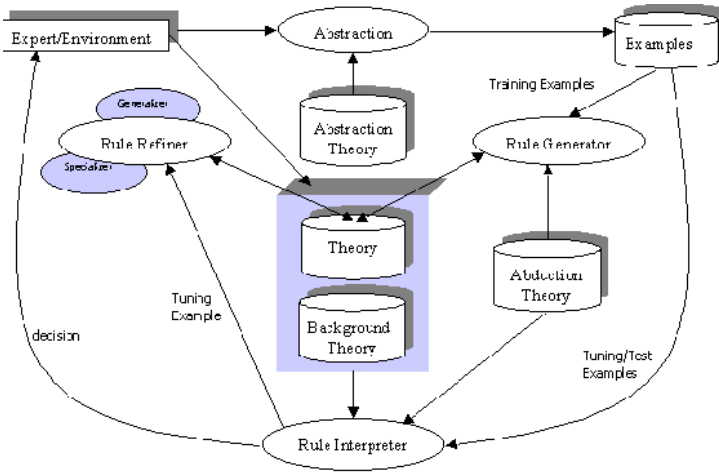 Expert/Environment
Abstraction
Examples
Training Examples
Generalizer
Rule Refiner
Specializer
Abstraction
Theory
Rule Generator
Theory
Abduction
Theory
Tuning
Example
Background
Theory
decision
Tuning/Test
Examples
Rule Interpreter